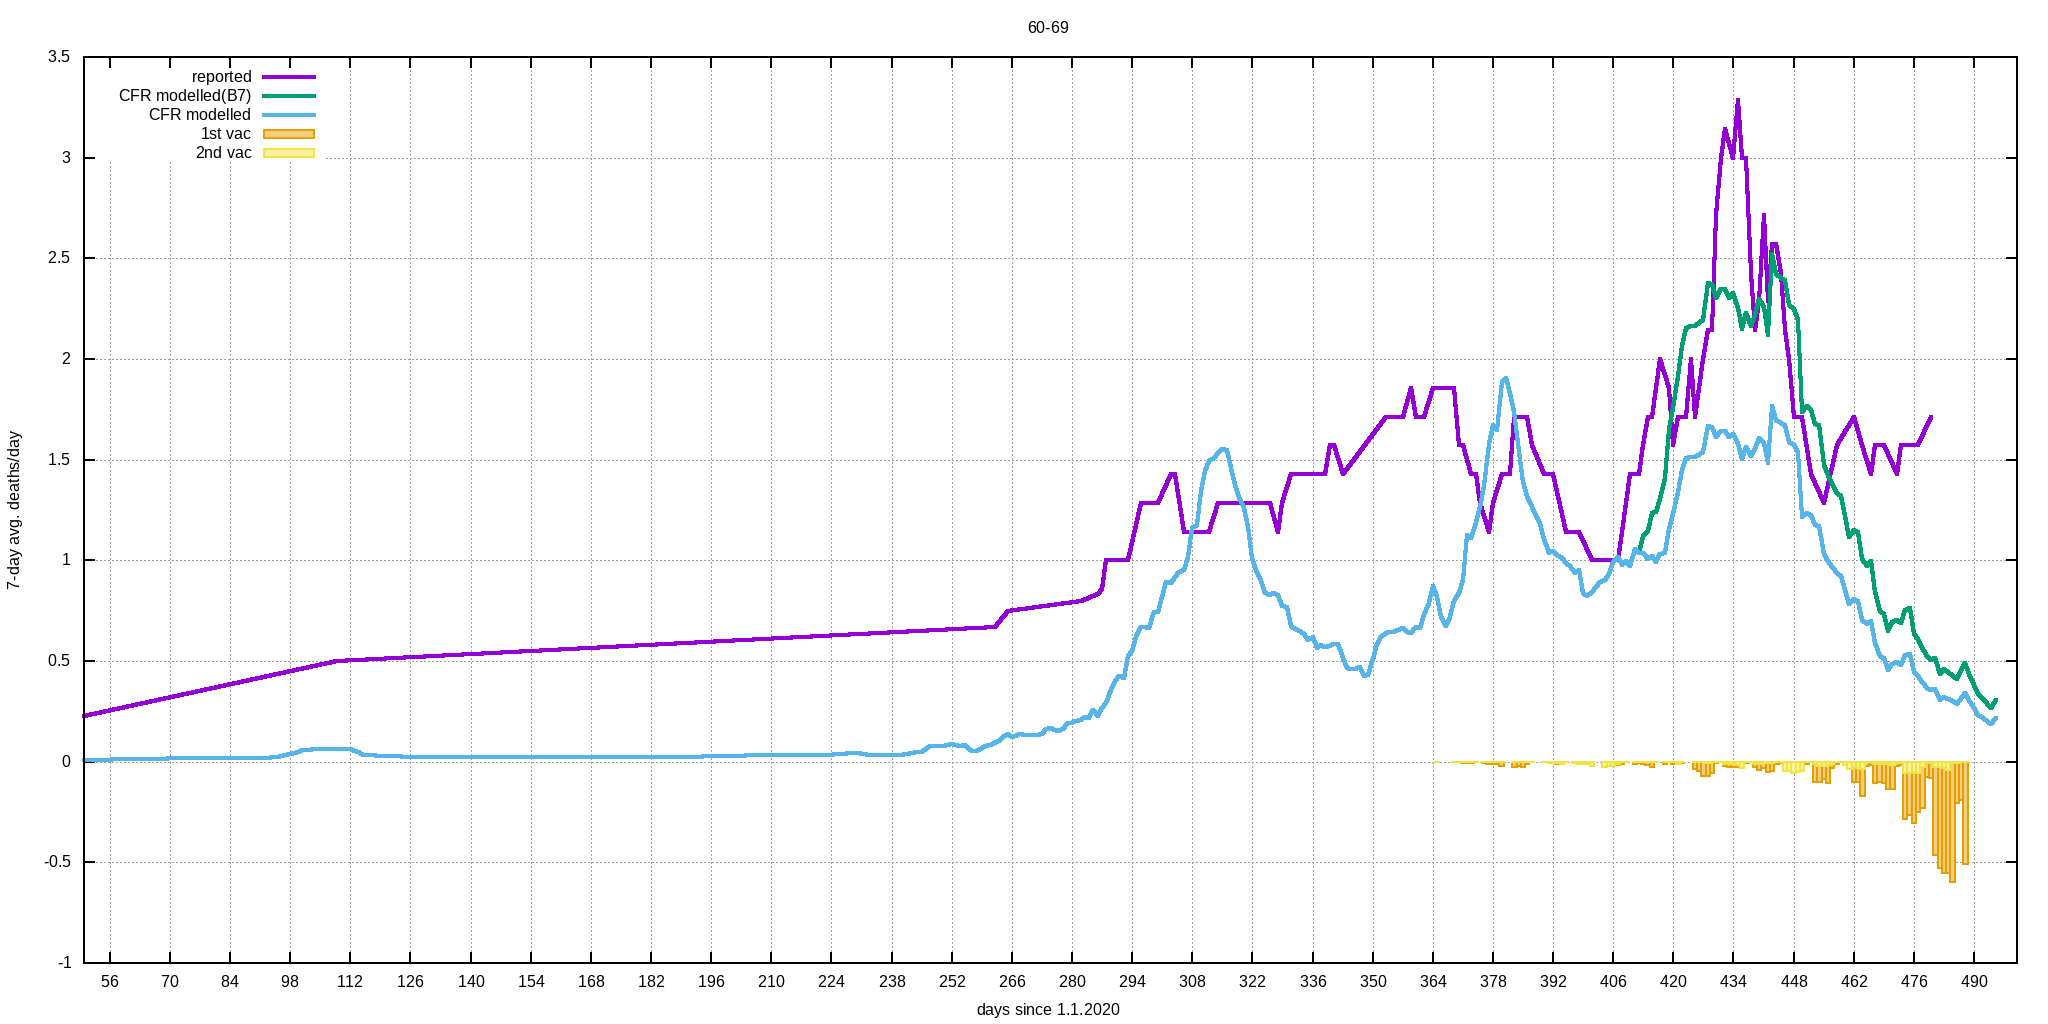 60-69
3.5
3
2.5
2
1.5
1
0.5
0
-0.5
-1
7-day avg. deaths/day
reported
CFR modelled(B7)
CFR modelled
1st vac
2nd vac
56 70 84 98 112 126 140 154 168 182 196 210 224 238 252 266 280 294 308 322 336 350 364 378 392 406 420 434 448 462 476 490
days since 1.1.2020